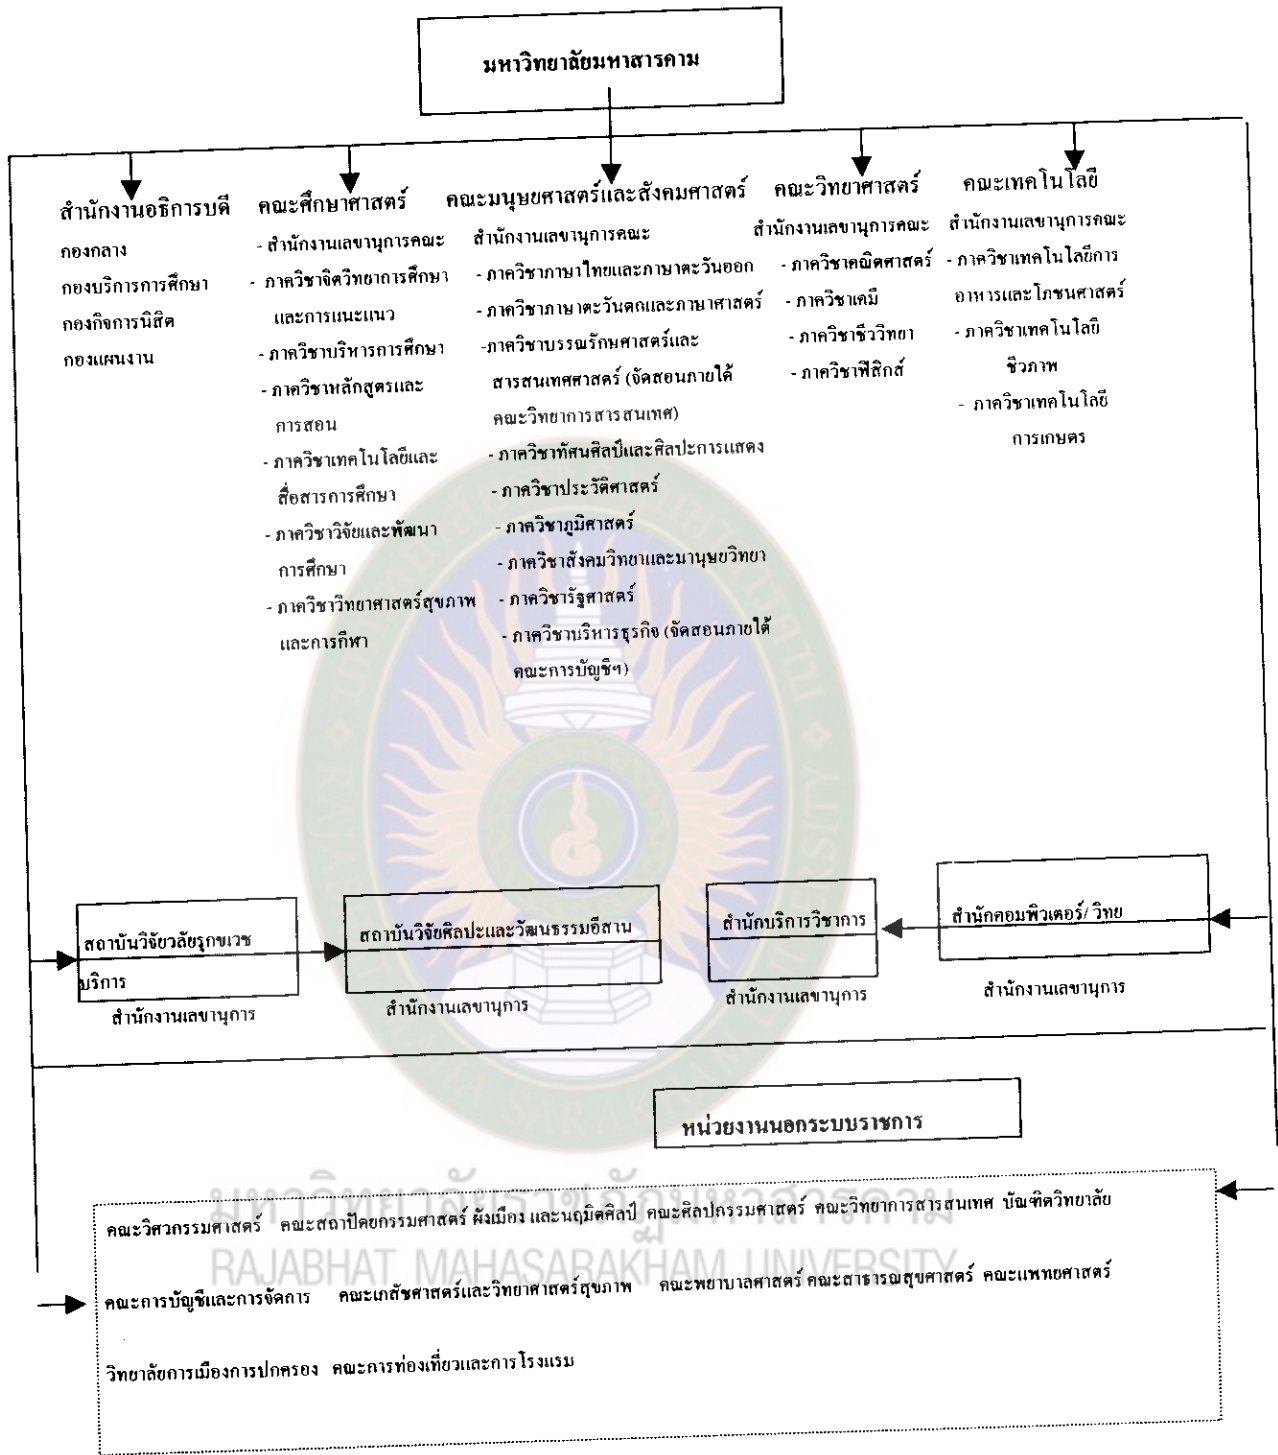 มหาวิทยาลัยมหาสารคาม
สำนักงานอธิการบดี
กองกลาง
กองบริการการศึกษา
กองกิจการนิสิต
กองแผนงาน
คณะศึกษาศาสตร์
- สำนักงานเลขานุการคณะ
- ภาควิชาจิตวิทยาการศึกษา
และการแนะแนว
- ภาควิชาบริหารการศึกษา
- ภาควิชาหลักสูตรและ
การสอน
- ภาควิชาเทคโนโลยีและ
สื่อสารการศึกษา
- ภาควิชาวิจัยและพัฒนา
การศึกษา
- ภาควิชาวิทยาศาสตร์สุขภาพ
และการกีฬา
คณะมนุษยศาสตร์และสังคมศาสตร์
สำนักงานเลขานุการคณะ
- ภาควิชาภาษาไทยและภาษาตะวันออก
- ภาควิชาภาษาตะวันตกและภาษาศาสตร์
-ภาควิชาบรรณรักษศาสตร์และ
สารสนเทศศาสตร์ (จัดสอนภายใต้
คณะวิทยาการสารสนเทศ)
- ภาควิชาทัศนศิลป์และศิลปะการแสดง
- ภาควิชาประวัติศาสตร์
- ภาควิชาภูมิศาสตร์
- ภาควิชาสังคมวิทยาและมานุษยวิทยา
- ภาควิชารัฐศาสตร์
- ภาควิชาบริหารธุรกิจ (จัดสอนภายใต้
คณะการบัญชีฯ)
คณะวิทยาศาสตร์
สำนักงานเลขานุการคณะ
- ภาควิชาคณิตศาสตร์
- ภาควิชาเคมี
- ภาควิชาชีววิทยา
- ภาควิชาฟิสิกส์
คณะเทคโนโลยี
สำนักงานเลขานุการคณะ
- ภาควิชาเทคโนโลยีการ
อาหารและโภชนศาสตร์
- ภาควิชาเทคโนโลยี
ชีวภาพ
- ภาควิชาเทคโนโลยี
การเกษตร
สถาบันวิจัยวลัยรุกขเวช
บริการ
สำนักงานเลขานุการ
สถาบันวิจัยศิลปะและวัฒนธรรมอีสาน
สำนักงานเลขานุการ
สำนักบริการวิชาการ
สำนักงานเลขานุการ
สำนักคอมพิวเตอร์/ วิทย
สำนักงานเลขานุการ
หน่วยงานนอกระบบราชการ
คณะวิศวกรรมศาสตร์ คณะสถาปัตยกรรมศาสตร์ ผังเมือง และนฤมิตศิลป์ คณะศิลปกรรมศาสตร์ คณะวิทยาการสารสนเทศ บัณฑิตวิทยาลัย
คณะการบัญชีและการจัดการ คณะเภสัชศาสตร์และวิทยาศาสตร์สุขภาพ คณะพยาบาลศาสตร์ คณะสาธารณสุขศาสตร์ คณะแพทยศาสตร์
วิทยาลัยการเมืองการปกครอง คณะการท่องเที่ยวและการโรงแรม
มหาวิทยาลัยราชภัฏมหาสารคาม
RAJABHAT MAHASARAKHAM UNIVERSITY